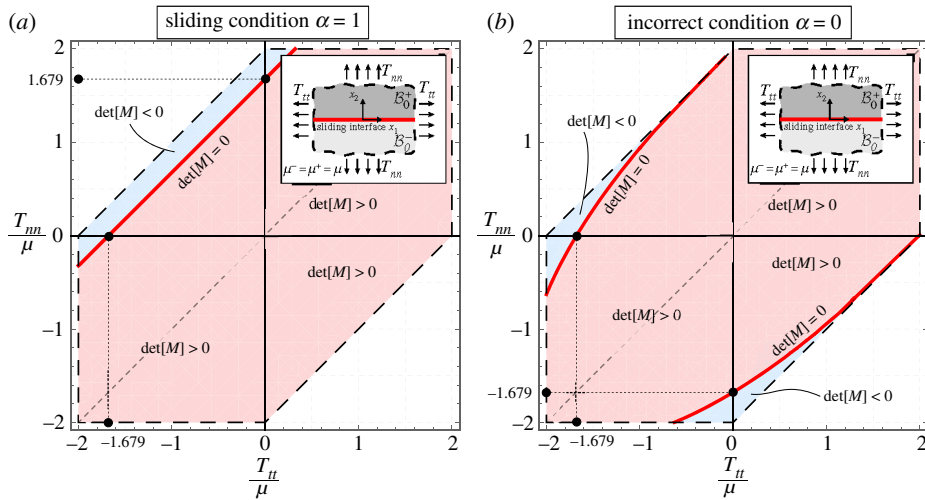 (a)
sliding condition α = 1
2
1.679
1
T_nn/μ
0
−1
−2
−2
−1.679
−1
0
1
2
T_tt/μ
det[M] < 0
det[M] = 0
det[M] > 0
det[M] > 0
det[M] > 0
T_nn
T_tt
T_tt
x_2
B_0^+
sliding interface x_1
B_0^-
μ^- = μ^+ = μ
T_nn
(b)
incorrect condition α = 0
2
1
T_nn/μ
0
−1
−1.679
−2
−2
−1.679
−1
0
1
2
T_tt/μ
det[M] < 0
det[M] = 0
det[M] > 0
det[M] > 0
det[M] > 0
det[M] = 0
det[M] < 0
T_nn
T_tt
T_tt
x_2
B_0^+
sliding interface x_1
B_0^-
μ^- = μ^+ = μ
T_nn